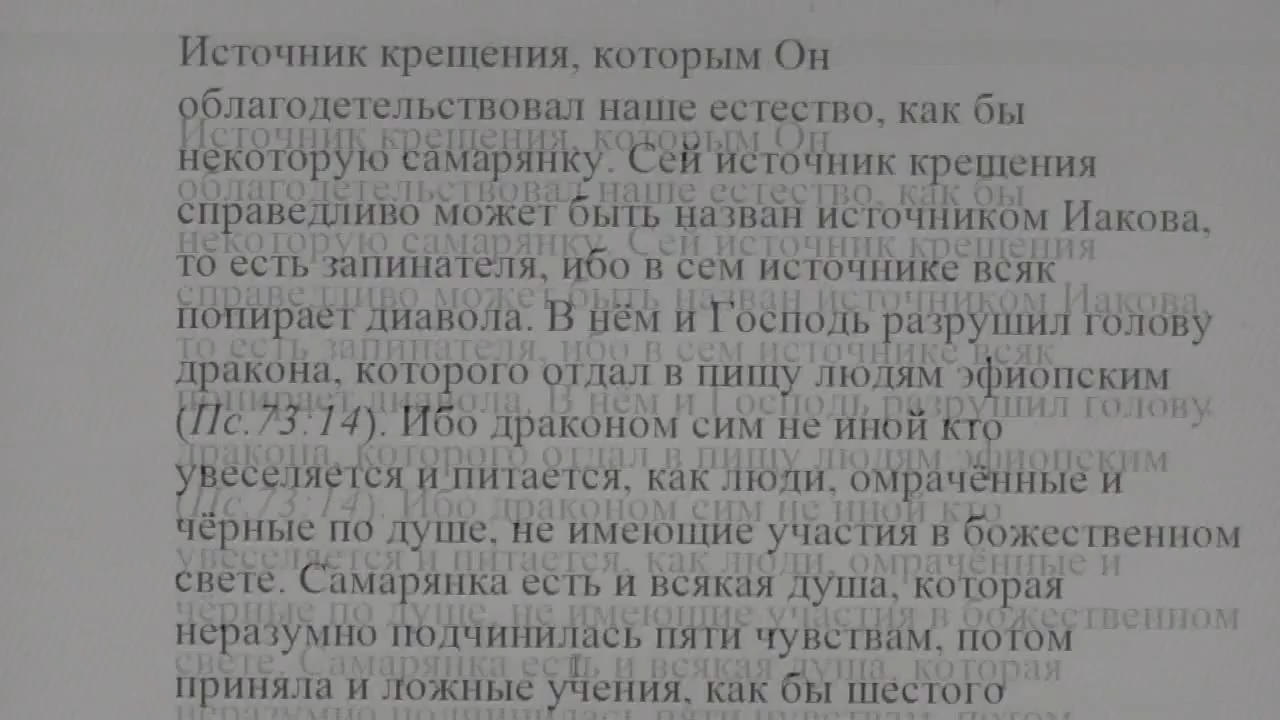 Источник крещения, которым Он
облагодетельствовал наше естество, как бы
некоторую самарянку. Сей источник крещения
справедливо может быть назван источником Иакова,
то есть запинателя, ибо в сем источнике всяк
попирает диавола. В нём и Господь разрушил голову
дракона, которого отдал в пищу людям эфиопским
(Пс.73:14). Ибо драконом сим не иной кто
увеселяется и питается, как люди, омрачённые и
чёрные по душе, не имеющие участия в божественном
свете. Самарянка есть и всякая душа, которая
неразумно подчинилась пяти чувствам, потом
приняла и ложные учения, как бы шестого